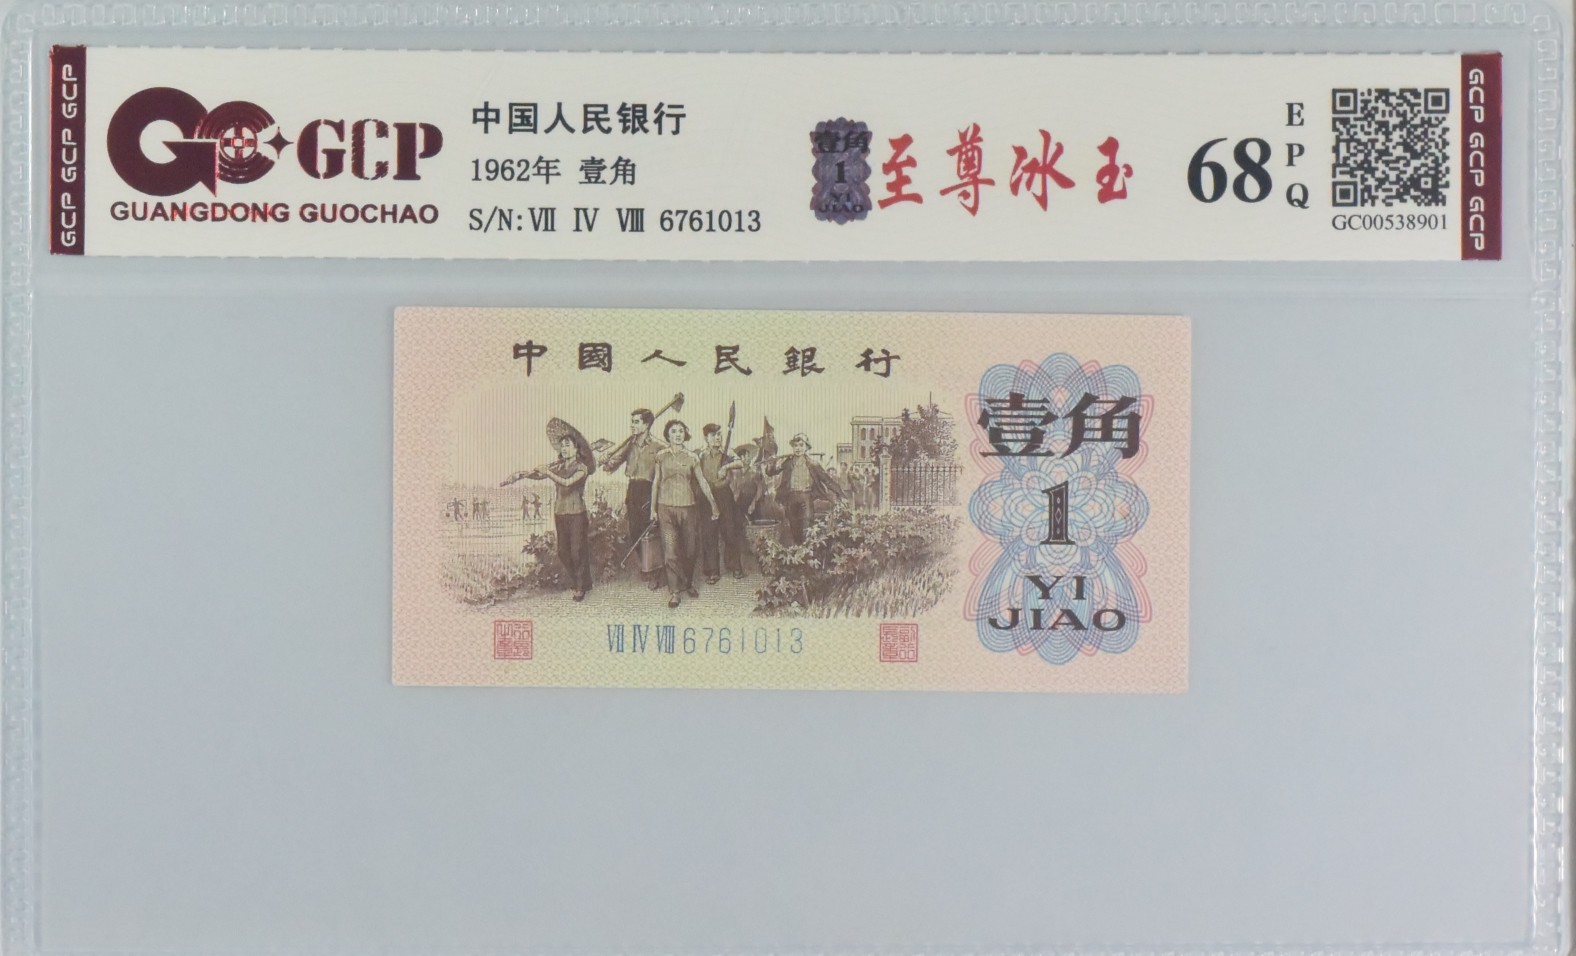 GCP GCP GCP
GCP
GUANGDONG GUOCHAO
中国人民银行
1962年 壹角
S/N: Ⅶ Ⅳ Ⅷ 6761013
壹角
1
YI
JIAO
至尊冰玉
68
EPQ
GC00538901
GCP GCP GCP
中國人民銀行
壹角
1
YI
JIAO
Ⅶ Ⅳ Ⅷ 6761013